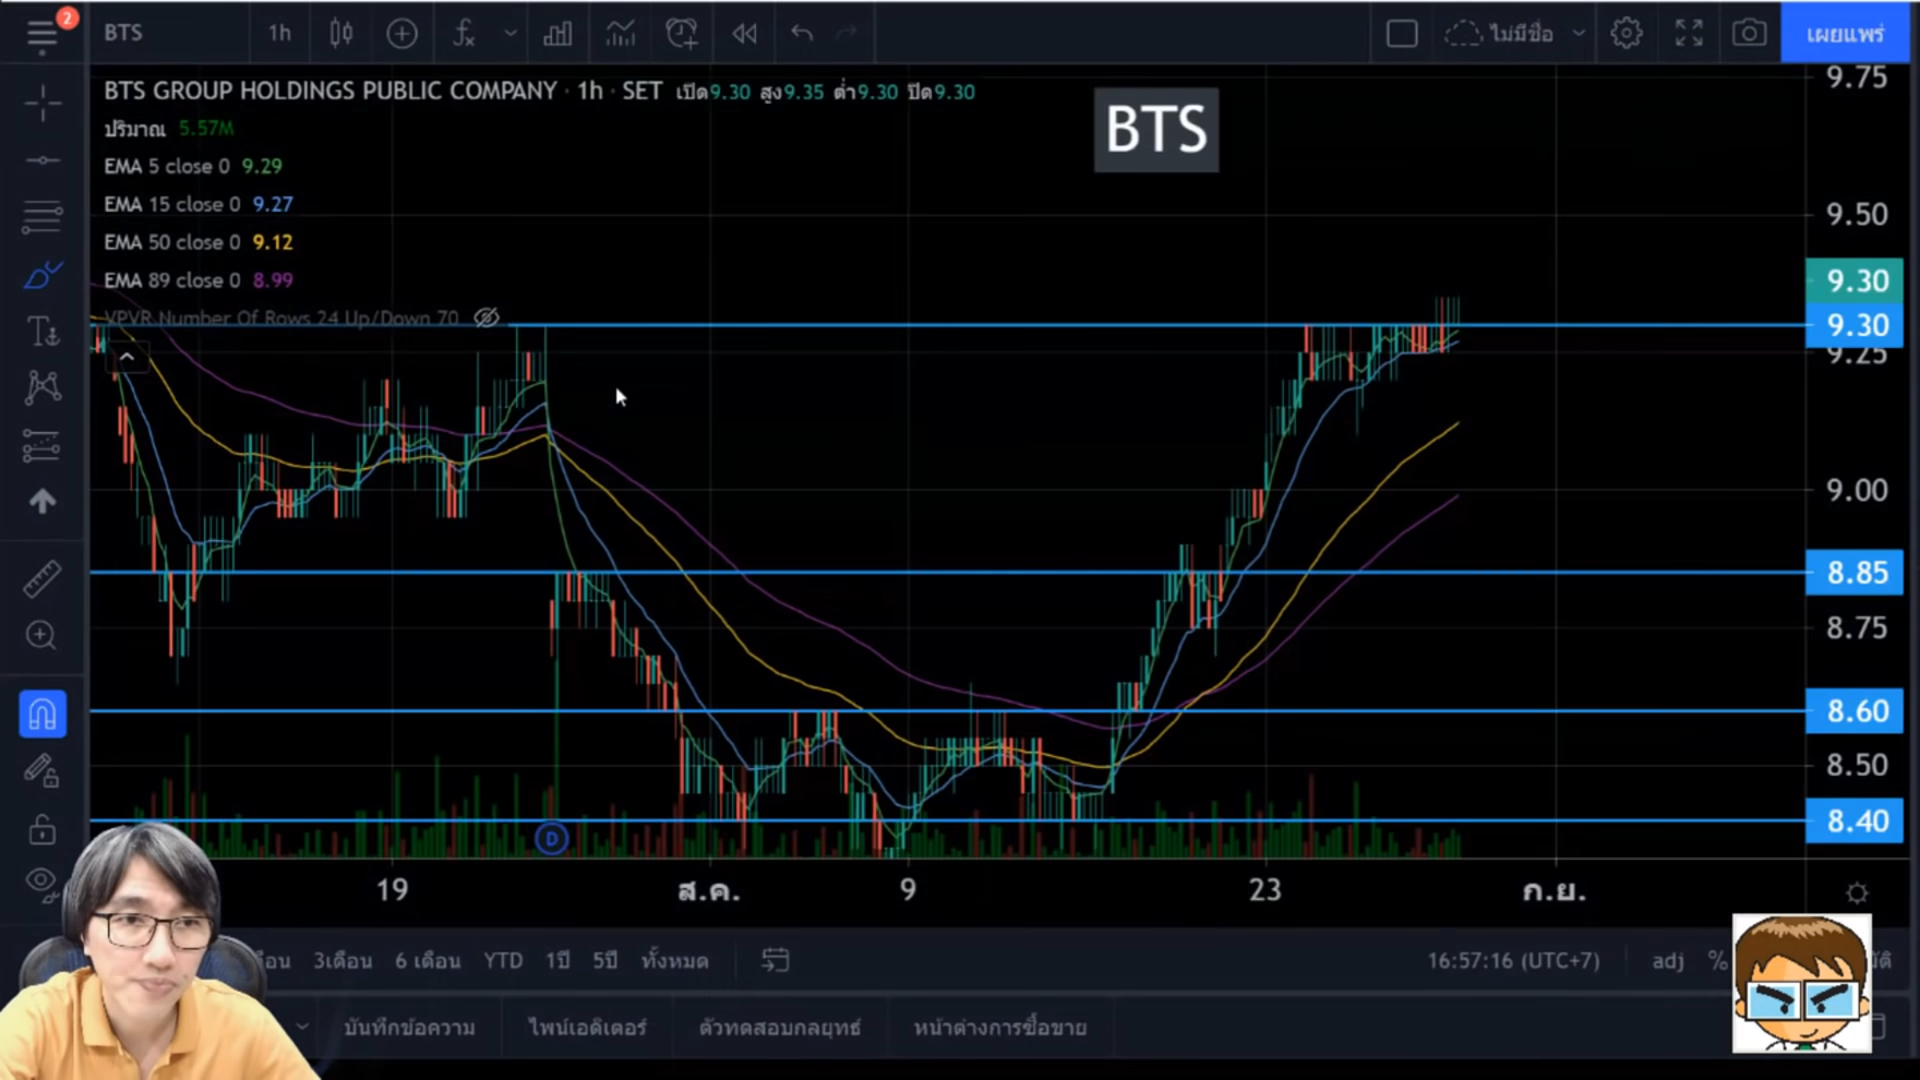 2
BTS
1h
ไม่มีชื่อ
เผยแพร่
BTS GROUP HOLDINGS PUBLIC COMPANY · 1h · SET เปิด9.30 สูง9.35 ต่ำ9.30 ปิด9.30
BTS
ปริมาณ 5.57M
EMA 5 close 0 9.29
EMA 15 close 0 9.27
EMA 50 close 0 9.12
EMA 89 close 0 8.99
VPVR Number Of Rows 24 Up/Down 70
9.75
9.50
9.30
9.30
9.25
9.00
8.85
8.75
8.60
8.50
8.40
D
19 ส.ค. 9 23 ก.ย.
3เดือน 6 เดือน YTD 1ปี 5ปี ทั้งหมด
16:57:16 (UTC+7) adj %
บันทึกข้อความ ไพน์เอดิเตอร์ ตัวทดสอบกลยุทธ์ หน้าต่างการซื้อขาย